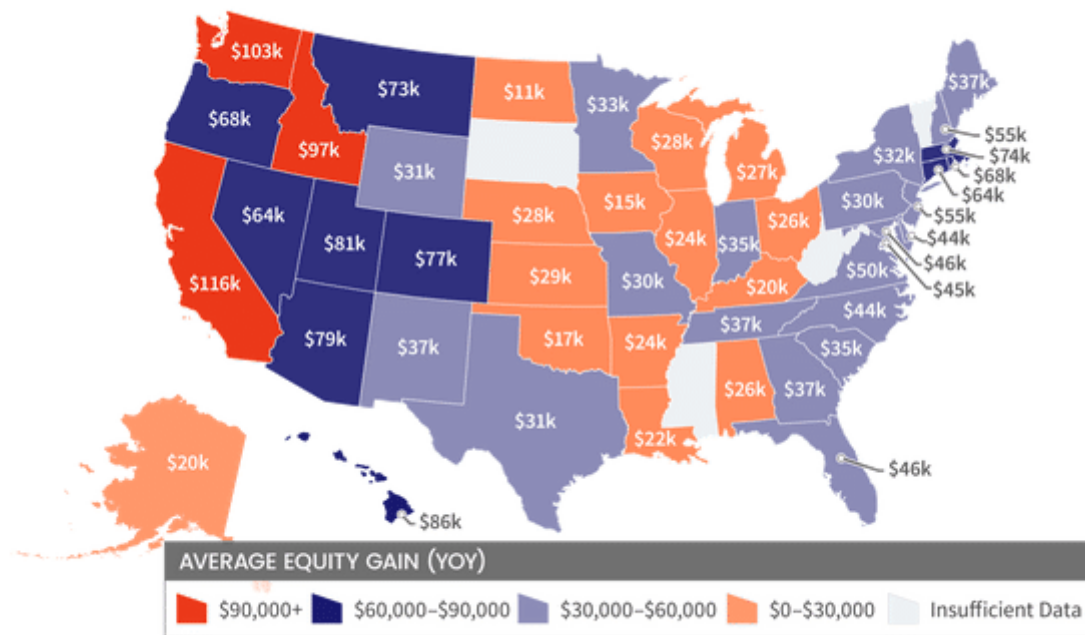 $103k
$73k
$11k
$33k
$37k
$68k
$97k
$28k
$27k
$32k
$55k
$74k
$68k
$64k
$31k
$28k
$15k
$24k
$35k
$26k
$30k
$55k
$44k
$46k
$45k
$64k
$81k
$77k
$29k
$30k
$20k
$50k
$116k
$79k
$37k
$17k
$24k
$37k
$44k
$35k
$31k
$22k
$26k
$37k
$46k
$20k
$86k
AVERAGE EQUITY GAIN (YOY)
$90,000+
$60,000–$90,000
$30,000–$60,000
$0–$30,000
Insufficient Data